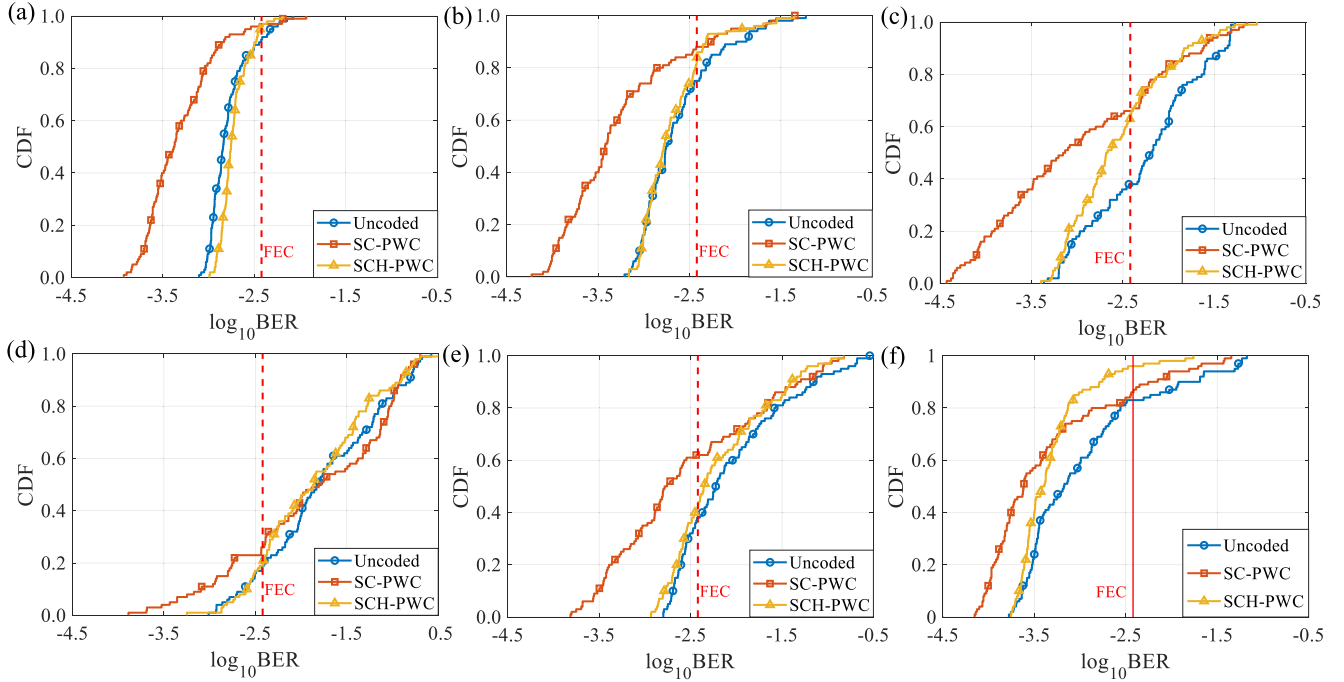 (a)
1.0
0.8
0.6
0.4
0.2
0.0
CDF
-4.5
-3.5
-2.5
-1.5
-0.5
log10BER
FEC
Uncoded
SC-PWC
SCH-PWC
(b)
1.0
0.8
0.6
0.4
0.2
0.0
CDF
-4.5
-3.5
-2.5
-1.5
-0.5
log10BER
FEC
Uncoded
SC-PWC
SCH-PWC
(c)
1.0
0.8
0.6
0.4
0.2
0.0
CDF
-4.5
-3.5
-2.5
-1.5
-0.5
log10BER
FEC
Uncoded
SC-PWC
SCH-PWC
(d)
1.0
0.8
0.6
0.4
0.2
0.0
CDF
-4.5
-3.5
-2.5
-1.5
0.5
log10BER
FEC
Uncoded
SC-PWC
SCH-PWC
(e)
1.0
0.8
0.6
0.4
0.2
0.0
CDF
-4.5
-3.5
-2.5
-1.5
-0.5
log10BER
FEC
Uncoded
SC-PWC
SCH-PWC
(f)
1
0.8
0.6
0.4
0.2
0
CDF
-4.5
-3.5
-2.5
-1.5
-0.5
log10BER
FEC
Uncoded
SC-PWC
SCH-PWC